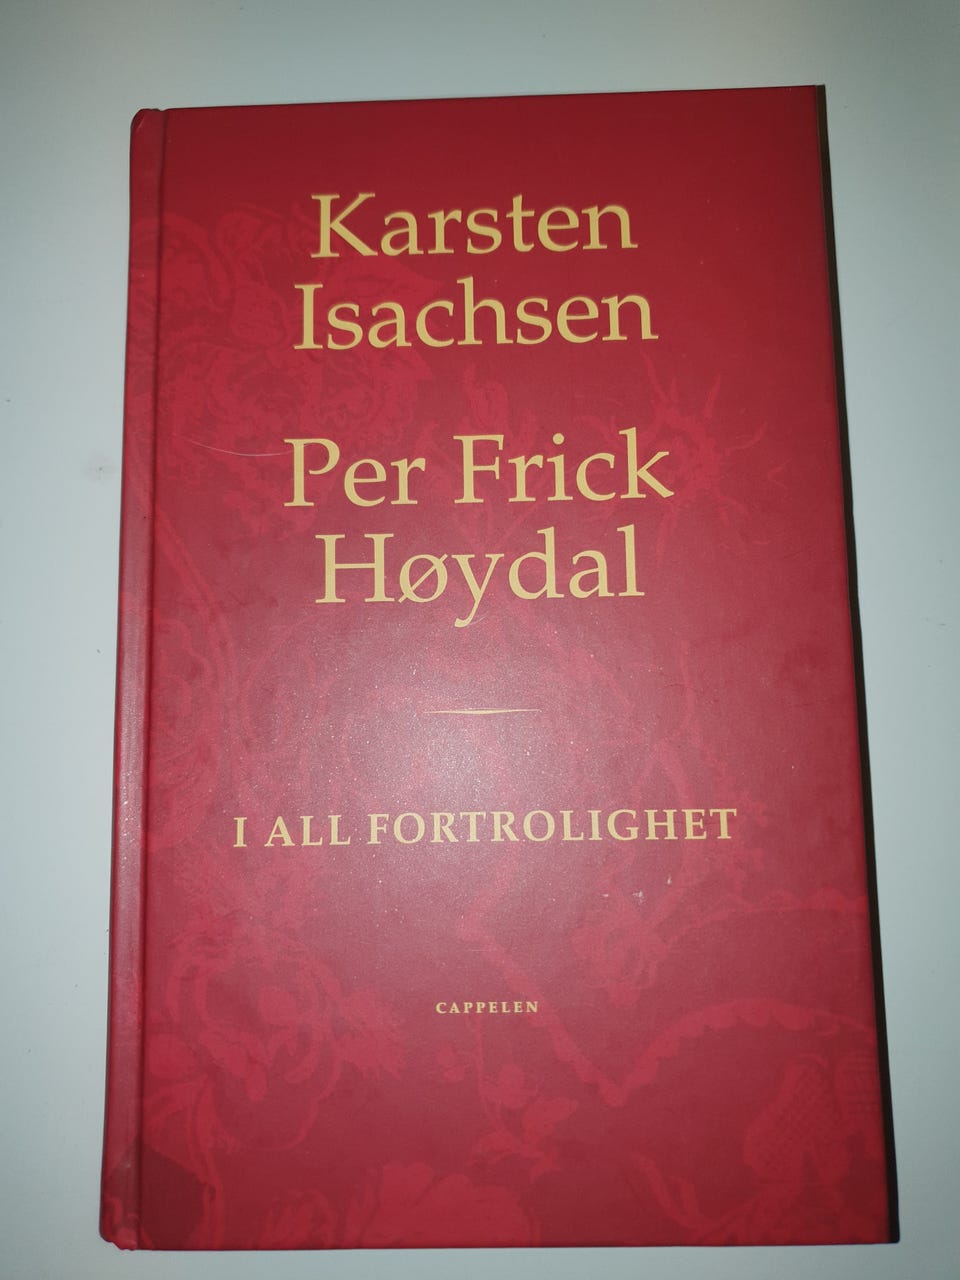 Karsten
Isachsen
Per Frick
Høydal
I ALL FORTROLIGHET
CAPPELEN